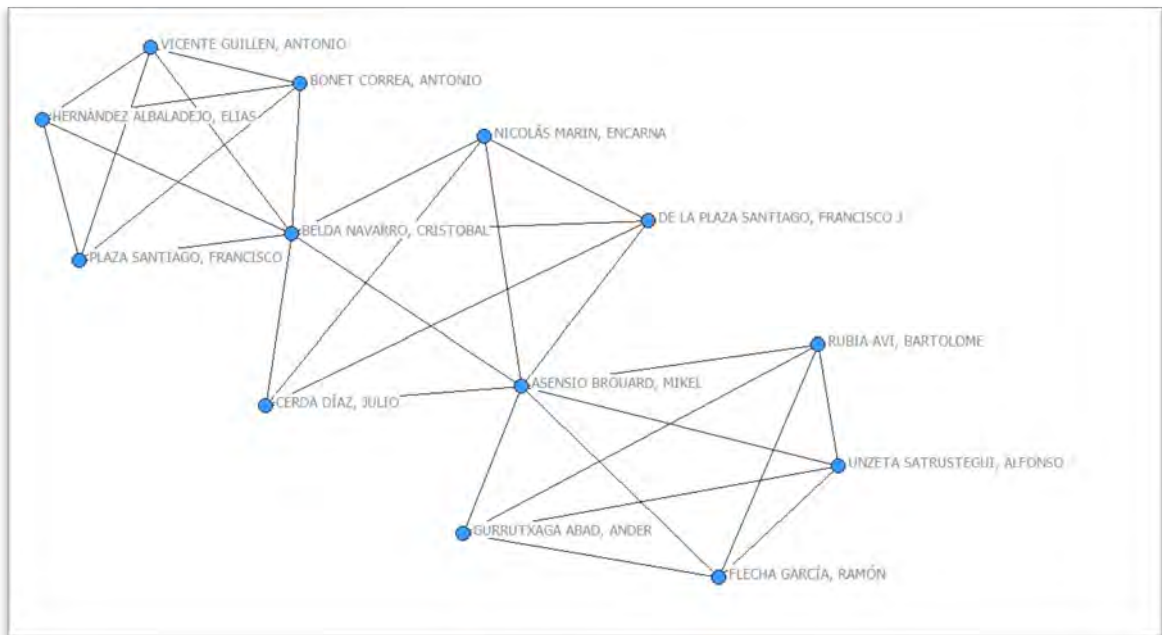 VICENTE GUILLEN, ANTONIO
BONET CORREA, ANTONIO
HERNÁNDEZ ALBALADEJO, ELIAS
NICOLÁS MARIN, ENCARNA
DE LA PLAZA SANTIAGO, FRANCISCO J
BELDA NAVARRO, CRISTOBAL
PLAZA SANTIAGO, FRANCISCO
RUBIA AVI, BARTOLOME
ASENSIO BROUARD, MIKEL
CERDA DÍAZ, JULIO
UNZETA SATRUSTEGUI, ALFONSO
GURRUTXAGA ABAD, ANDER
FLECHA GARCÍA, RAMÓN